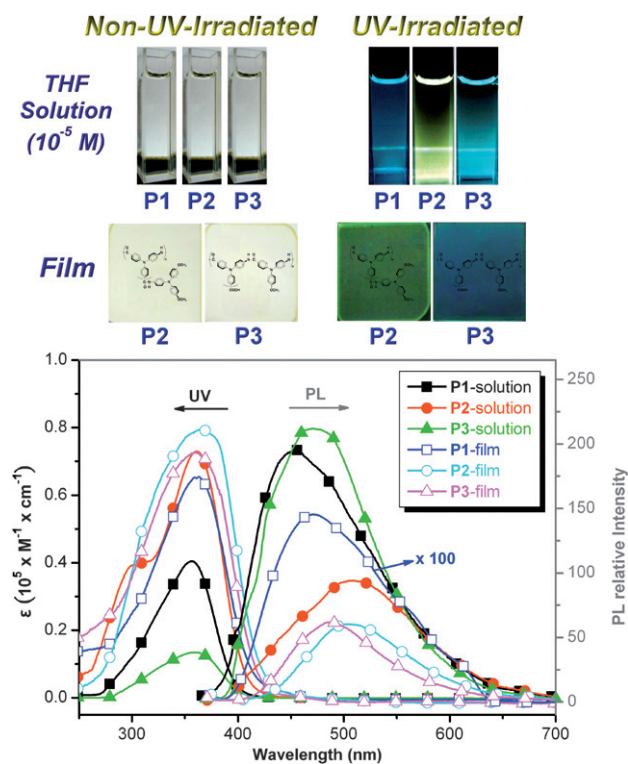 Non-UV-Irradiated UV-Irradiated
THF
Solution
(10⁻⁵ M)
P1 P2 P3 P1 P2 P3
Film
P2 P3 P2 P3
UV PL
P1-solution
P2-solution
P3-solution
P1-film
P2-film
P3-film
x 100
ε (10⁵ x M⁻¹ x cm⁻¹)
1.0
0.8
0.6
0.4
0.2
0.0
PL relative Intensity
250
200
150
100
50
0
300 400 500 600 700
Wavelength (nm)